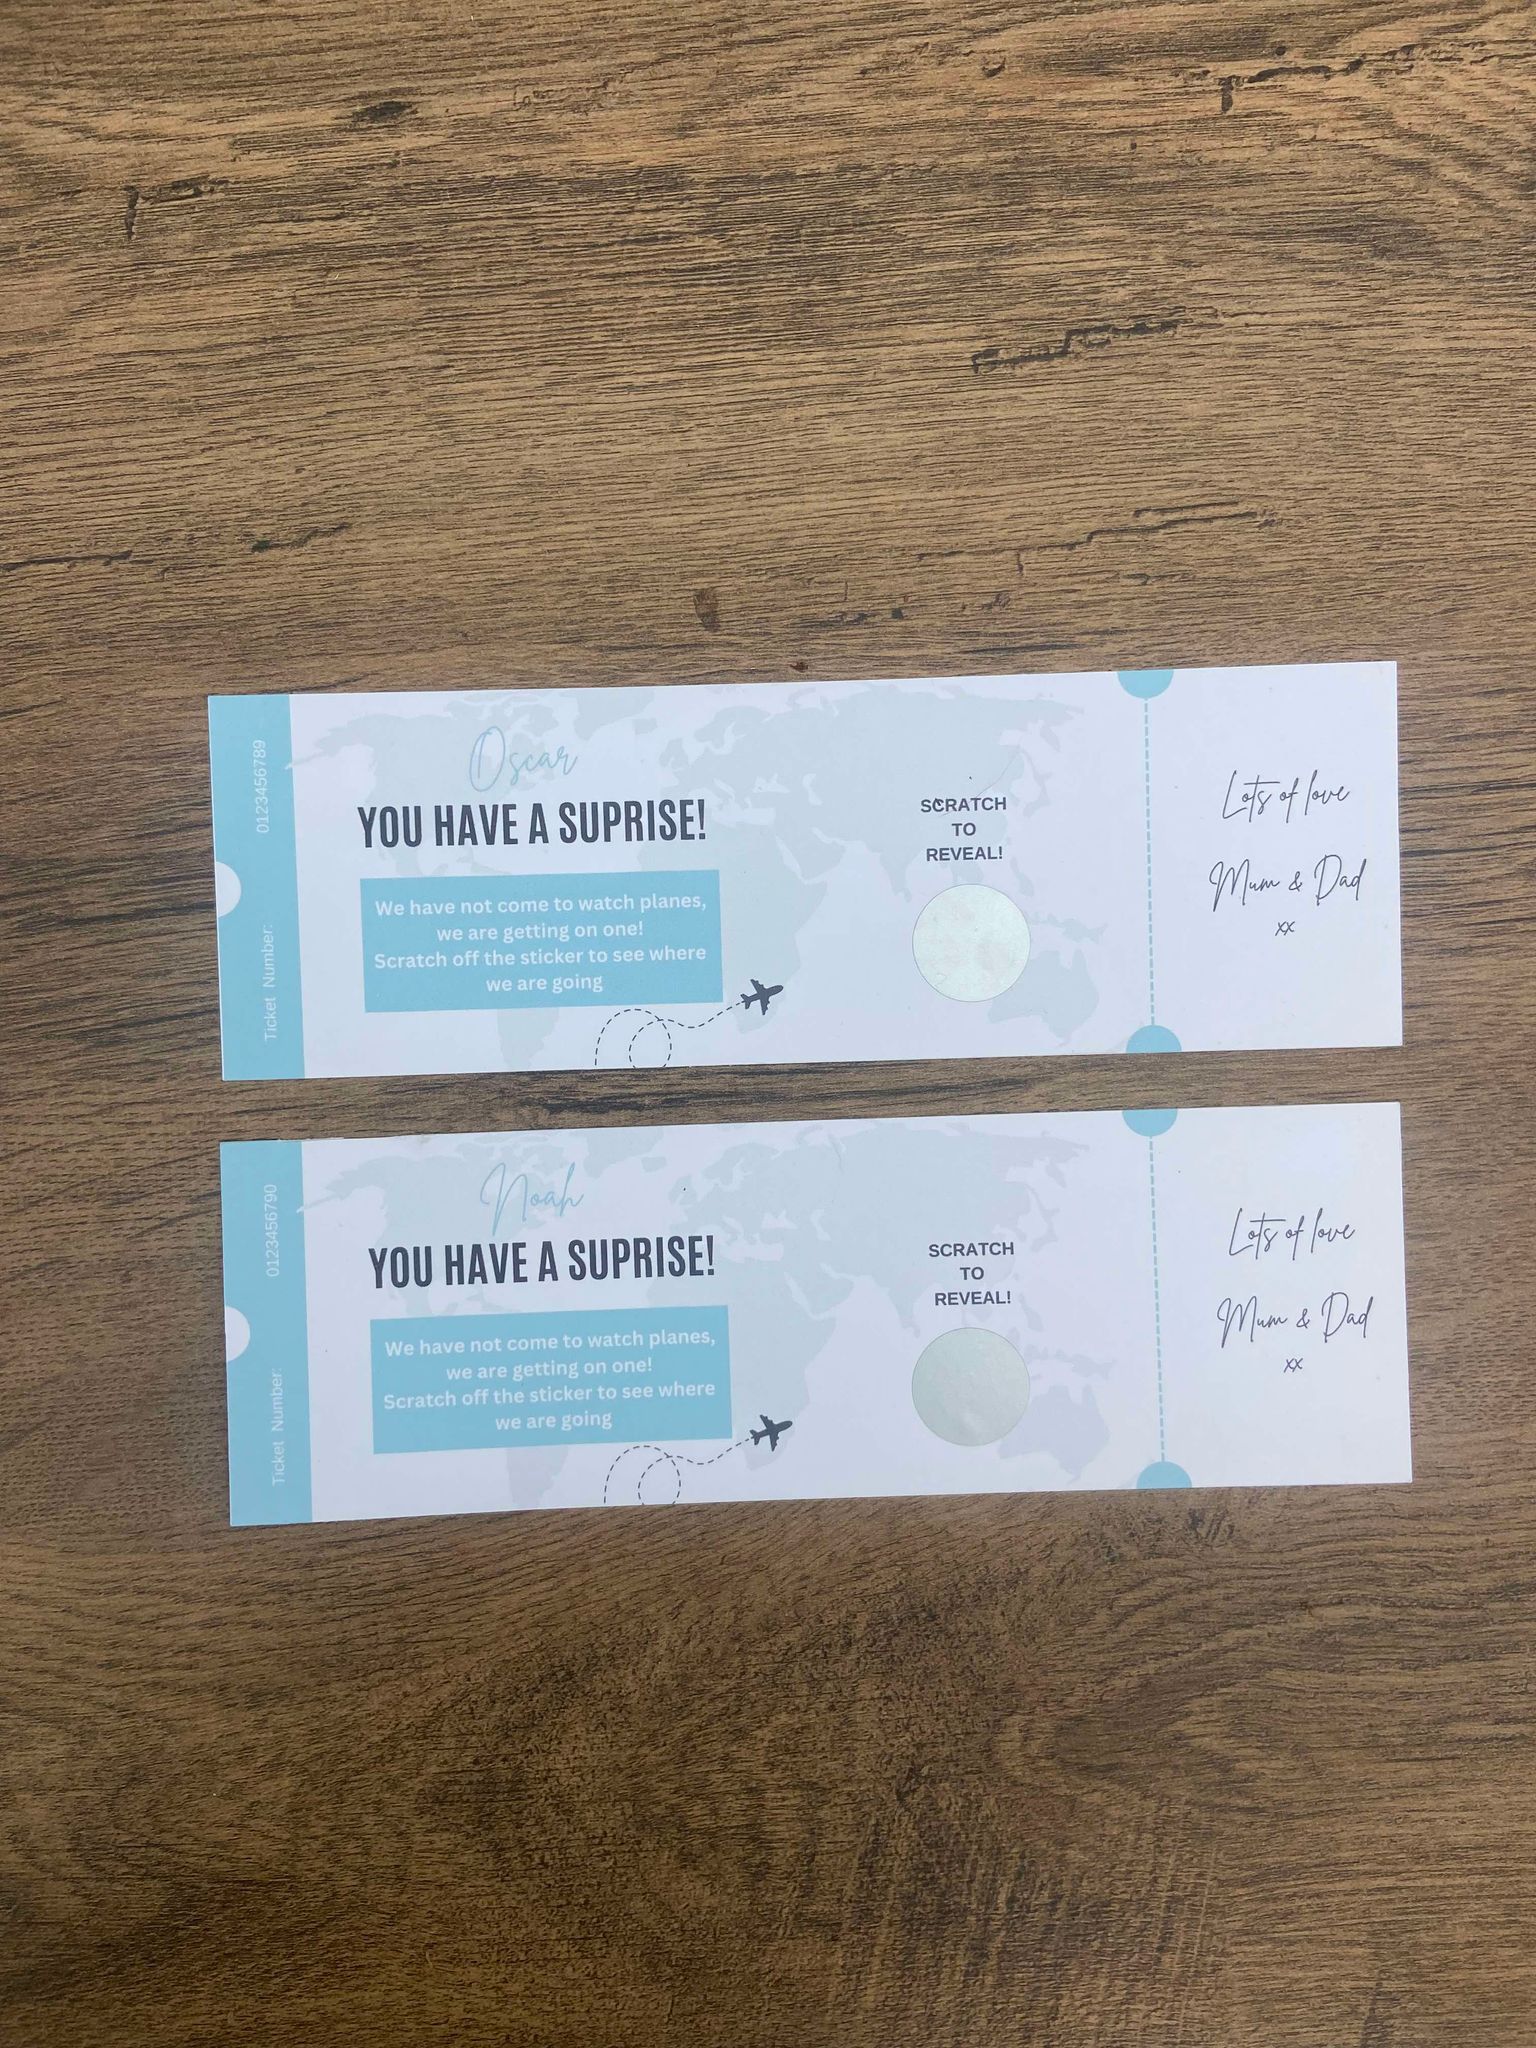 0123456789
Ticket Number:
Oscar
YOU HAVE A SUPRISE!
We have not come to watch planes,
we are getting on one!
Scratch off the sticker to see where
we are going
SCRATCH
TO
REVEAL!
Lots of love
Mum & Dad
xx
0123456790
Ticket Number:
Noah
YOU HAVE A SUPRISE!
We have not come to watch planes,
we are getting on one!
Scratch off the sticker to see where
we are going
SCRATCH
TO
REVEAL!
Lots of love
Mum & Dad
xx